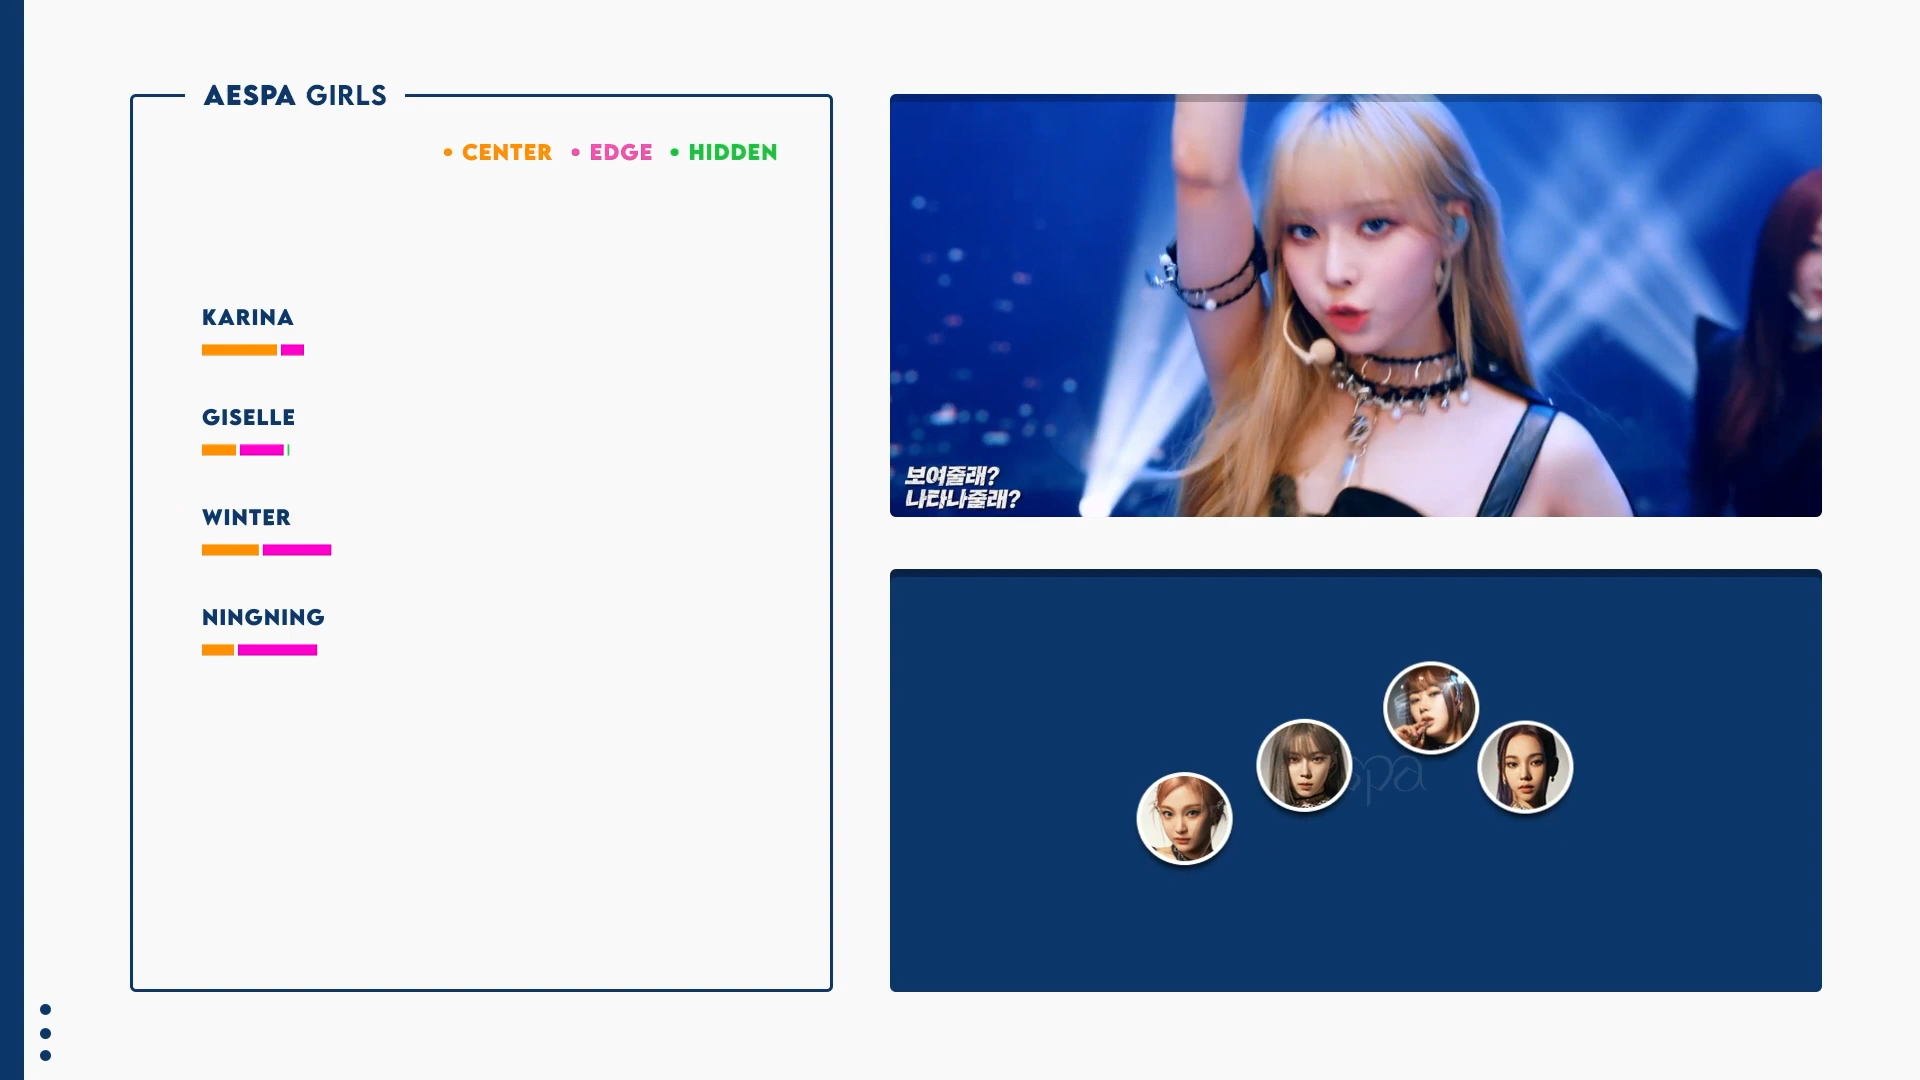 AESPA GIRLS
• CENTER • EDGE • HIDDEN
KARINA
GISELLE
WINTER
NINGNING
보여줄래?
나타나줄래?